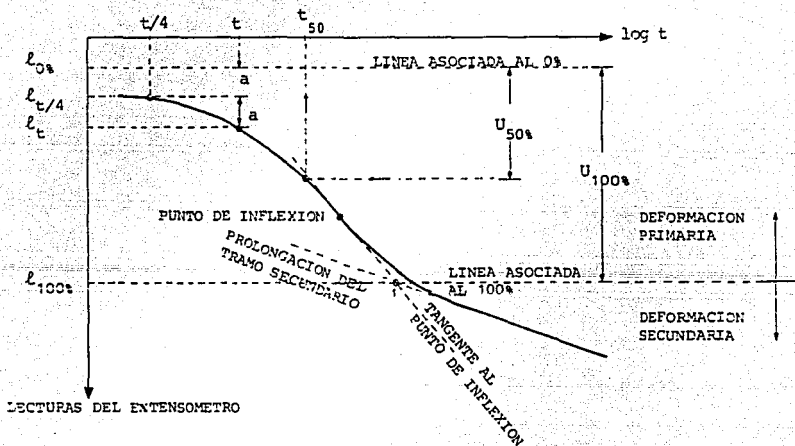 t/4
t
t50
log t
ℓ0%
LINEA ASOCIADA AL 0%
a
ℓt/4
a
ℓt
U50%
U100%
PUNTO DE INFLEXION
DEFORMACION
PRIMARIA
PROLONGACION DEL
TRAMO SECUNDARIO
LINEA ASOCIADA
AL 100%
ℓ100%
TANGENTE AL
PUNTO DE INFLEXION
DEFORMACION
SECUNDARIA
LECTURAS DEL EXTENSOMETRO